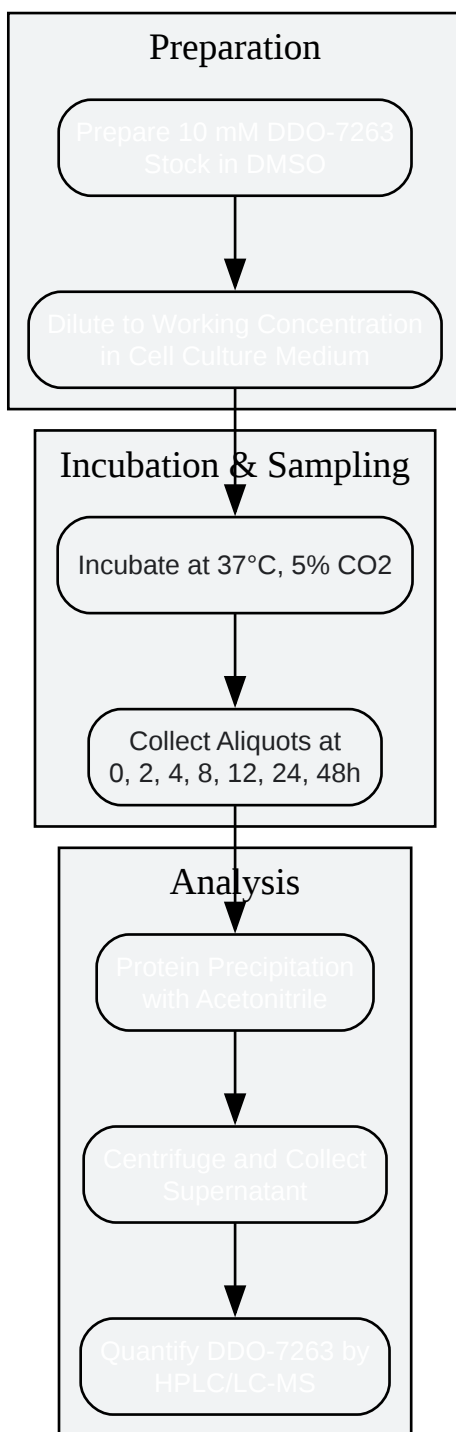 Preparation
Prepare 10 mM DDO-7263
Stock in DMSO
Dilute to Working Concentration
in Cell Culture Medium
Incubation & Sampling
Incubate at 37°C, 5% CO2
Collect Aliquots at
0, 2, 4, 8, 12, 24, 48h
Analysis
Protein Precipitation
with Acetonitrile
Centrifuge and Collect
Supernatant
Quantify DDO-7263 by
HPLC/LC-MS